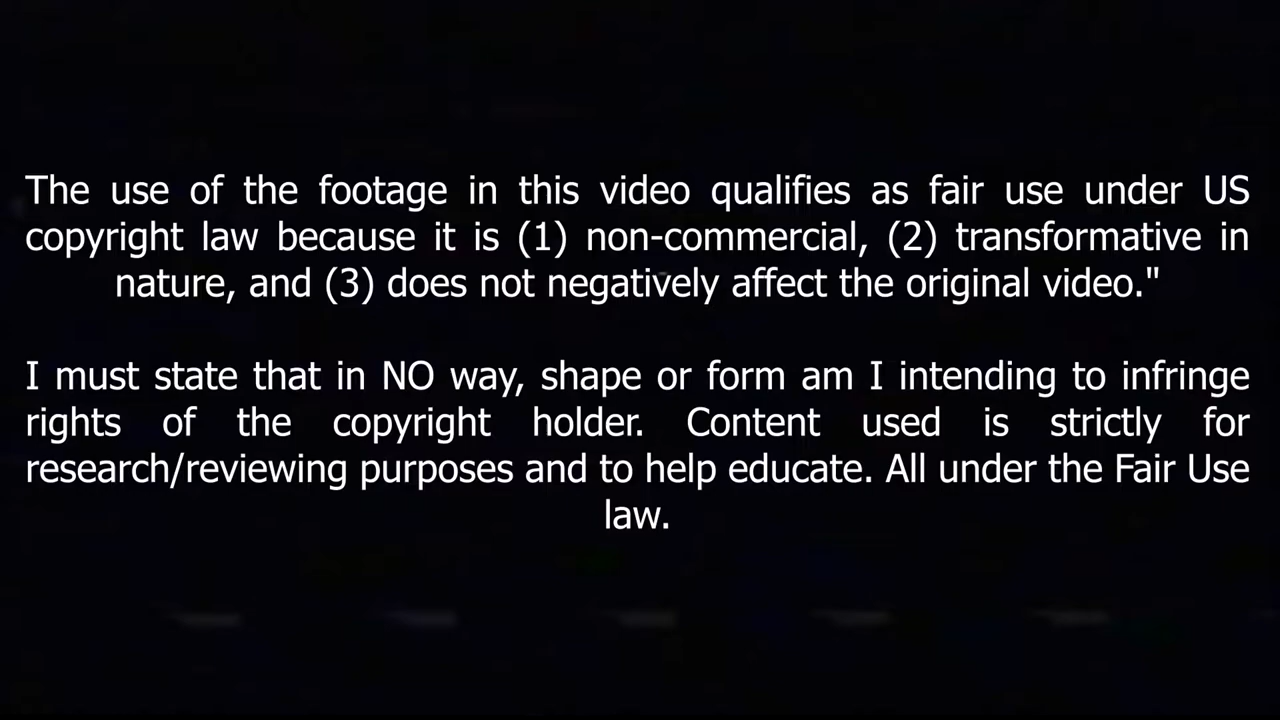 The use of the footage in this video qualifies as fair use under US
copyright law because it is (1) non-commercial, (2) transformative in
nature, and (3) does not negatively affect the original video."
I must state that in NO way, shape or form am I intending to infringe
rights of the copyright holder. Content used is strictly for
research/reviewing purposes and to help educate. All under the Fair Use
law.